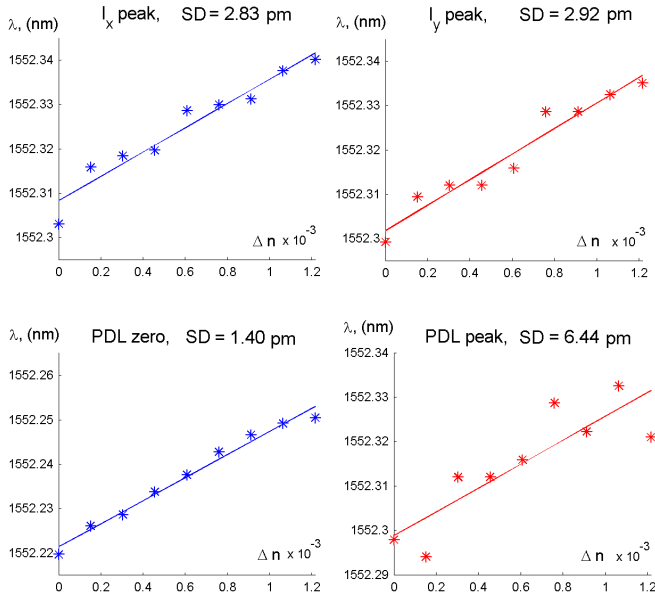 I_x peak, SD = 2.83 pm
λ, (nm)
1552.34
1552.33
1552.32
1552.31
1552.3
Δ n × 10^-3
0 0.2 0.4 0.6 0.8 1 1.2
I_y peak, SD = 2.92 pm
λ, (nm)
1552.34
1552.33
1552.32
1552.31
1552.3
Δ n × 10^-3
0 0.2 0.4 0.6 0.8 1 1.2
PDL zero, SD = 1.40 pm
λ, (nm)
1552.26
1552.25
1552.24
1552.23
1552.22
Δ n × 10^-3
0 0.2 0.4 0.6 0.8 1 1.2
PDL peak, SD = 6.44 pm
λ, (nm)
1552.34
1552.33
1552.32
1552.31
1552.3
1552.29
Δ n × 10^-3
0 0.2 0.4 0.6 0.8 1 1.2